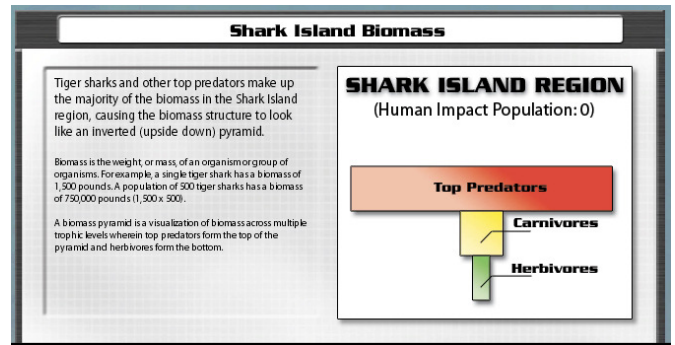 Shark Island Biomass
Tiger sharks and other top predators make up
the majority of the biomass in the Shark Island
region, causing the biomass structure to look
like an inverted (upside down) pyramid.
Biomass is the weight, or mass, of an organism or group of
organisms. For example, a single tiger shark has a biomass of
1,500 pounds. A population of 500 tiger sharks has a biomass
of 750,000 pounds (1,500 x 500).
A biomass pyramid is a visualization of biomass across multiple
trophic levels wherein top predators form the top of the
pyramid and herbivores form the bottom.
SHARK ISLAND REGION
(Human Impact Population: 0)
Top Predators
Carnivores
Herbivores